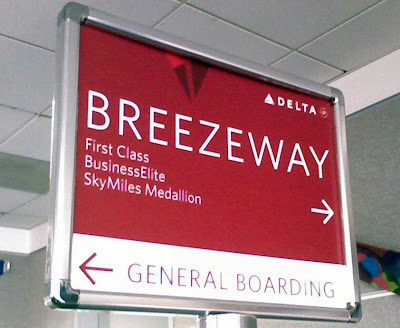 DELTA
BREEZEWAY
First Class
BusinessElite
SkyMiles Medallion
→
← GENERAL BOARDING